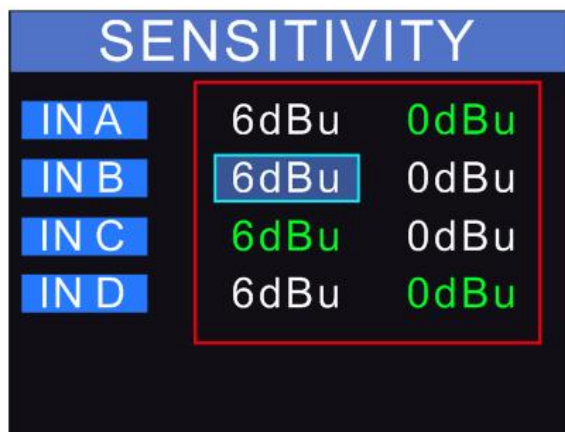 SENSITIVITY
IN A 6dBu 0dBu
IN B 6dBu 0dBu
IN C 6dBu 0dBu
IN D 6dBu 0dBu